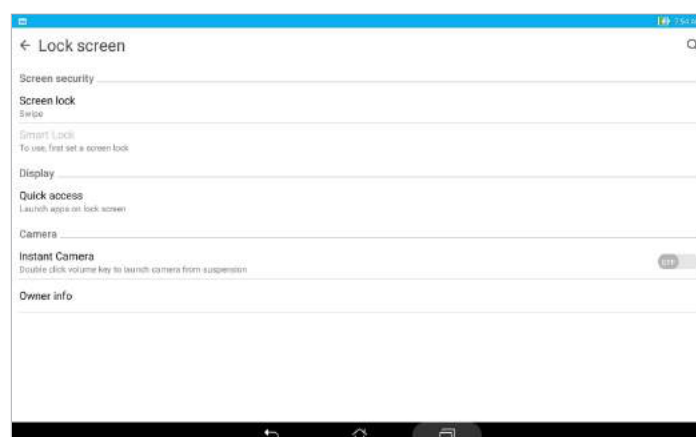 7:54
Lock screen
Screen security
Screen lock
Swipe
Smart Lock
To use, first set a screen lock
Display
Quick access
Launch apps on lock screen
Camera
Instant Camera
Double click volume key to launch camera from suspension
OFF
Owner info